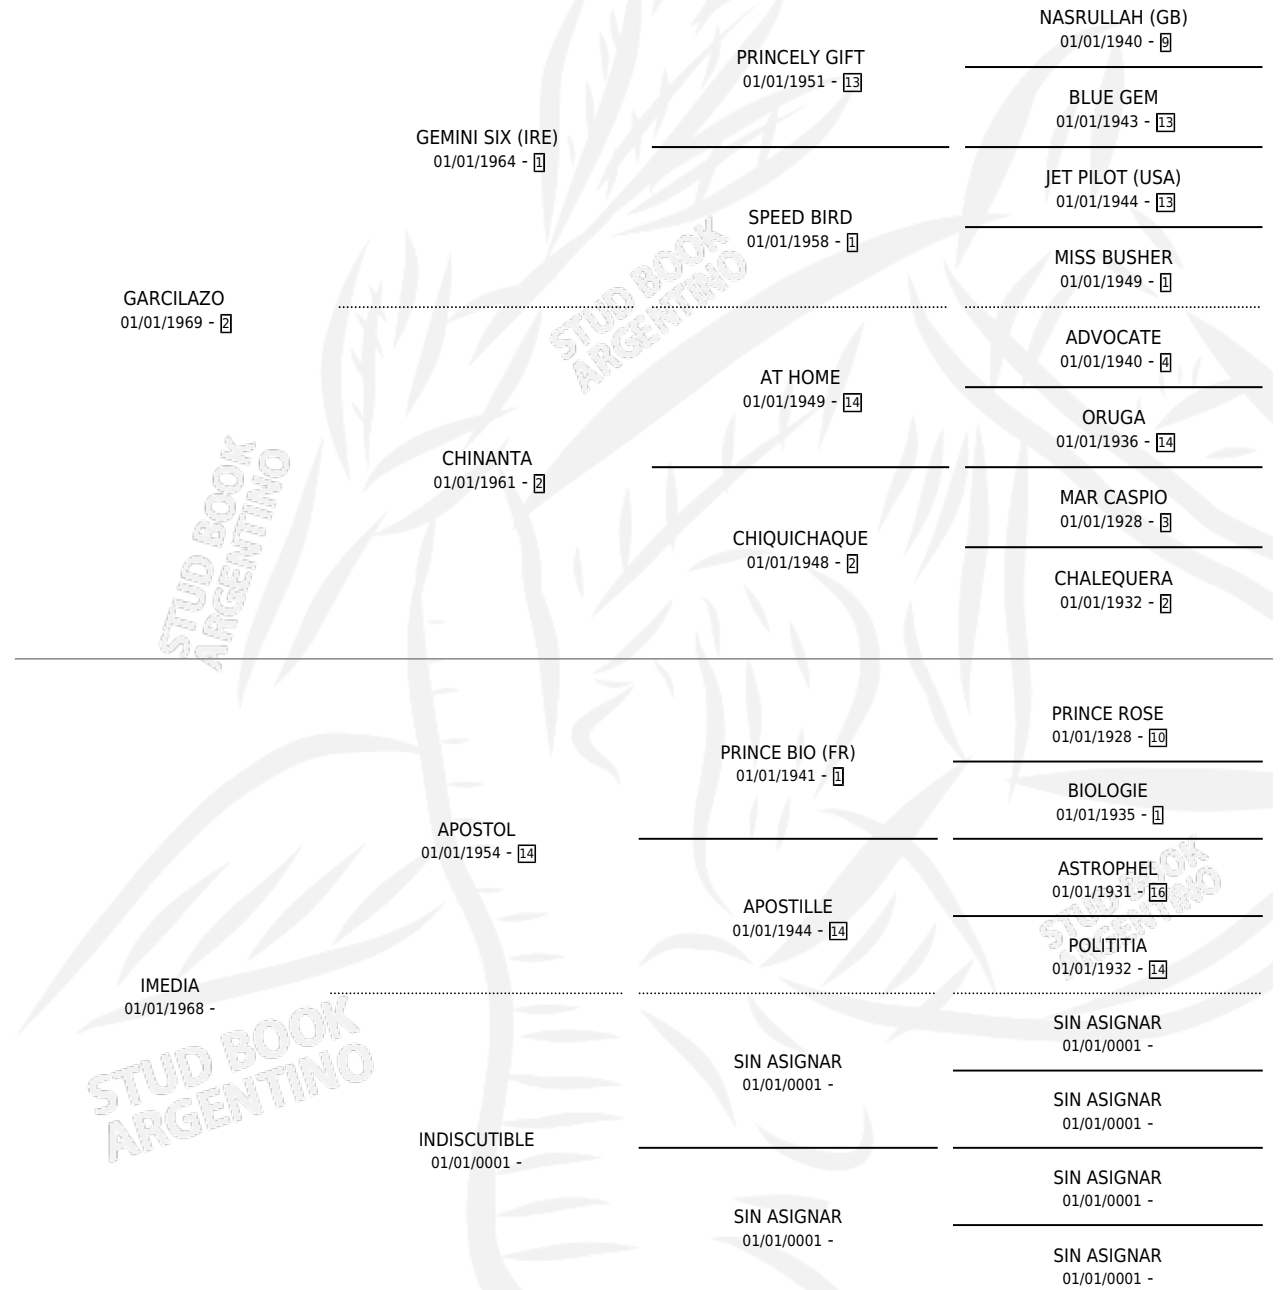 NASRULLAH (GB)
01/01/1940 - 9
PRINCELY GIFT
01/01/1951 - 13
BLUE GEM
01/01/1943 - 13
GEMINI SIX (IRE)
01/01/1964 - 1
JET PILOT (USA)
01/01/1944 - 13
SPEED BIRD
01/01/1958 - 1
MISS BUSHER
01/01/1949 - 1
GARCILAZO
01/01/1969 - 2
ADVOCATE
01/01/1940 - 4
AT HOME
01/01/1949 - 14
ORUGA
01/01/1936 - 14
CHINANTA
01/01/1961 - 2
MAR CASPIO
01/01/1928 - 3
CHIQUICHAQUE
01/01/1948 - 2
CHALEQUERA
01/01/1932 - 2
PRINCE ROSE
01/01/1928 - 10
PRINCE BIO (FR)
01/01/1941 - 1
BIOLOGIE
01/01/1935 - 1
APOSTOL
01/01/1954 - 14
ASTROPHEL
01/01/1931 - 16
APOSTILLE
01/01/1944 - 14
POLITITIA
01/01/1932 - 14
IMEDIA
01/01/1968 -
SIN ASIGNAR
01/01/0001 -
SIN ASIGNAR
01/01/0001 -
SIN ASIGNAR
01/01/0001 -
INDISCUTIBLE
01/01/0001 -
SIN ASIGNAR
01/01/0001 -
SIN ASIGNAR
01/01/0001 -
SIN ASIGNAR
01/01/0001 -
STUD BOOK
ARGENTINO
STUD BOOK
ARGENTINO
STUD BOOK
ARGENTINO
STUD BOOK
ARGENTINO